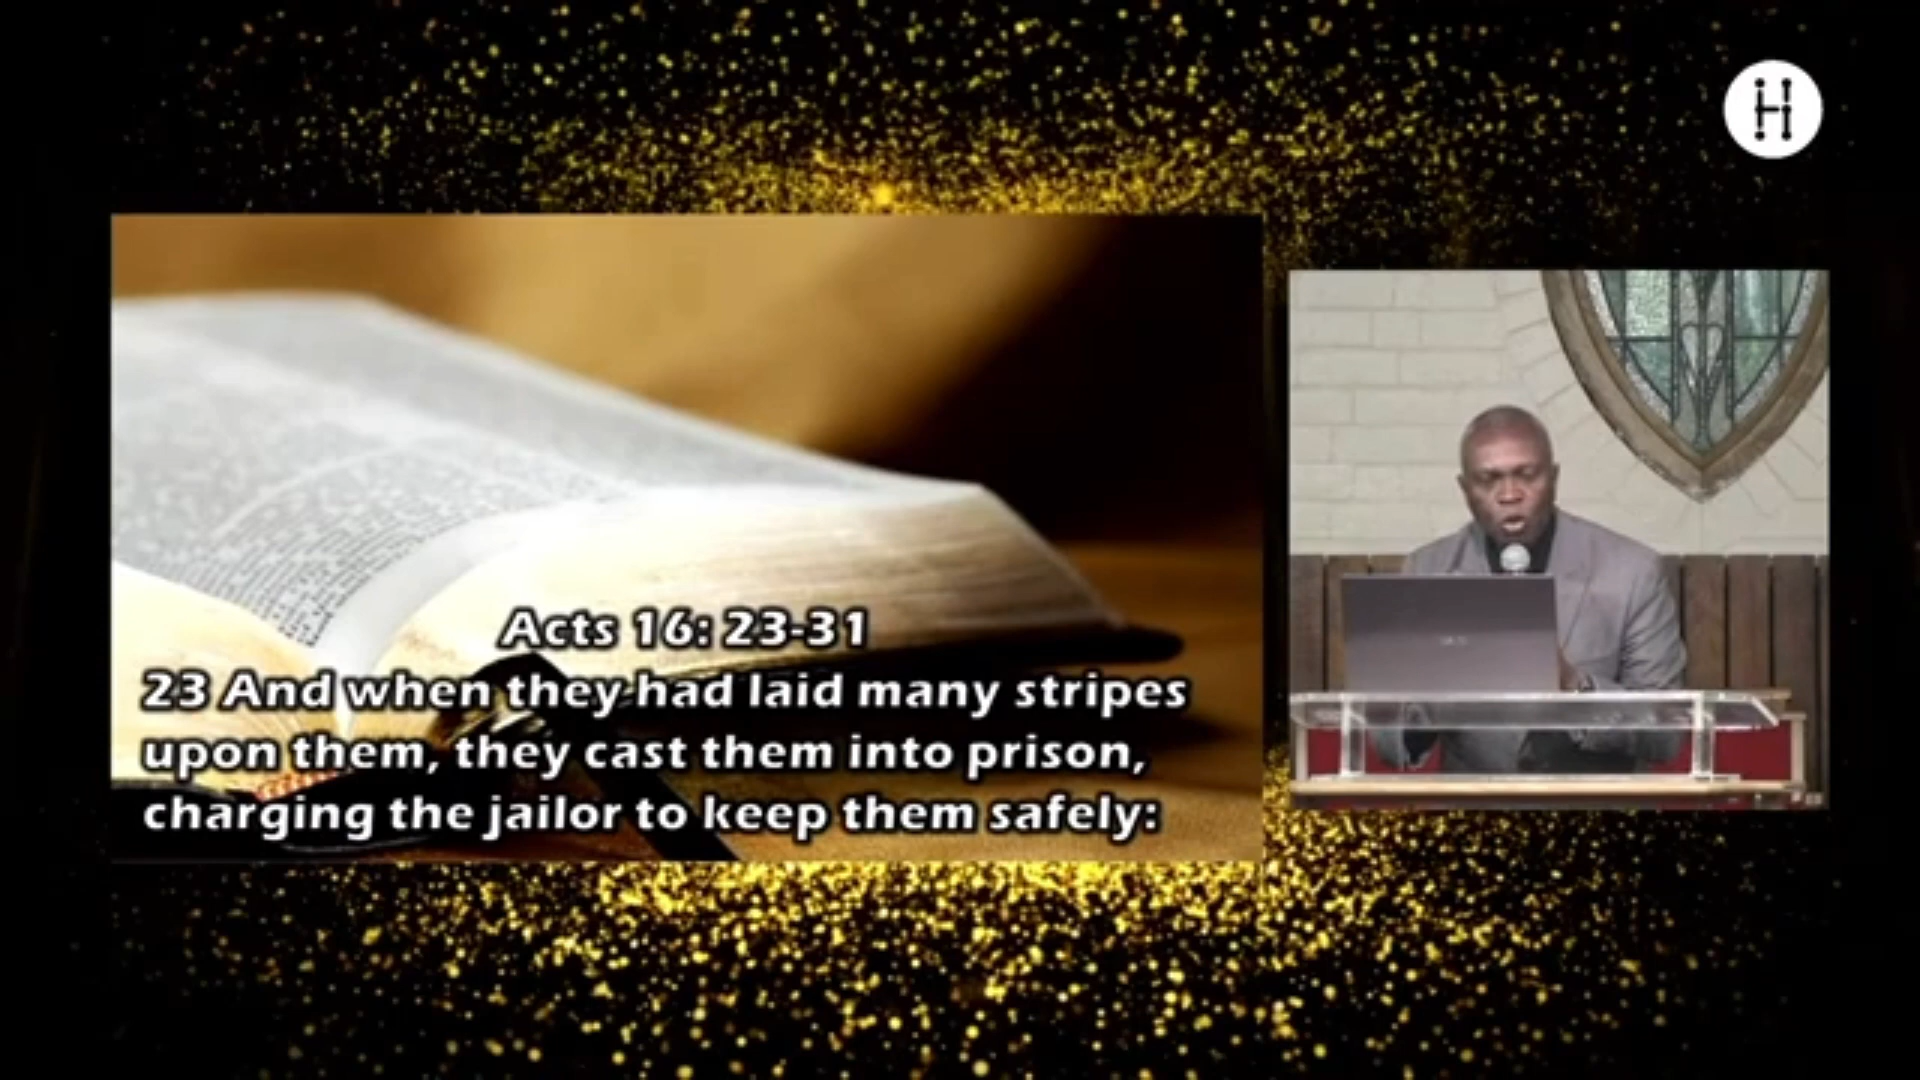 H
Acts 16: 23-31
23 And when they had laid many stripes
upon them, they cast them into prison,
charging the jailor to keep them safely: